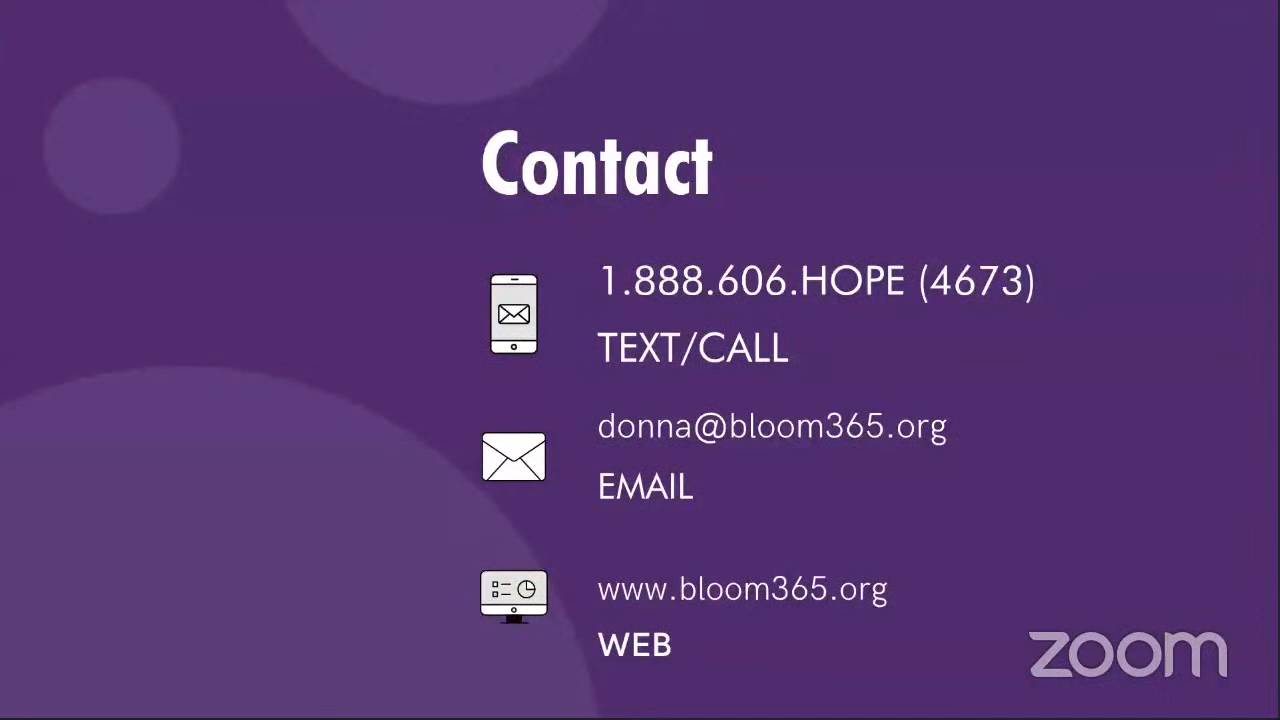 Contact
1.888.606.HOPE (4673)
TEXT/CALL
donna@bloom365.org
EMAIL
www.bloom365.org
WEB
zoom